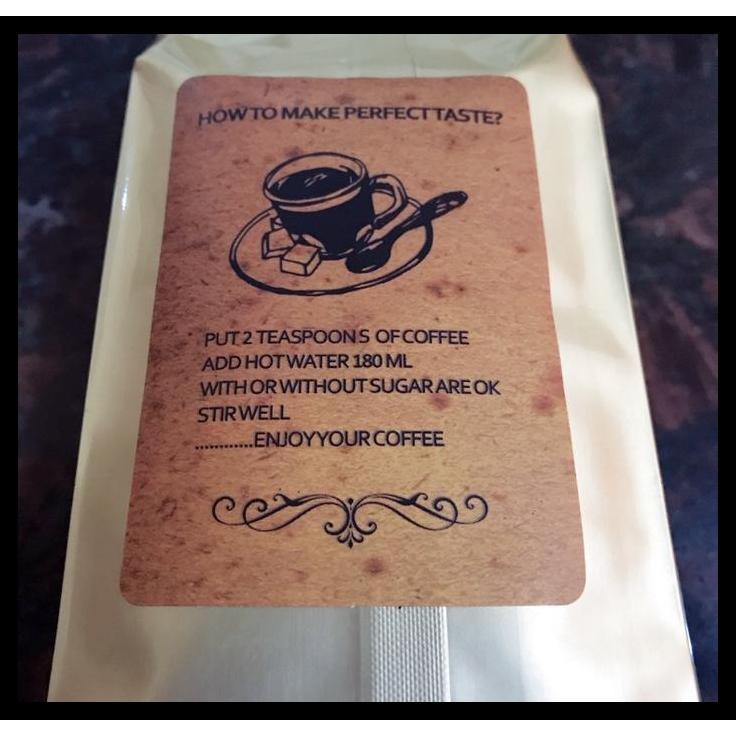 HOW TO MAKE PERFECT TASTE?
PUT 2 TEASPOONS OF COFFEE
ADD HOT WATER 180 ML
WITH OR WITHOUT SUGAR ARE OK
STIR WELL
............ENJOY YOUR COFFEE